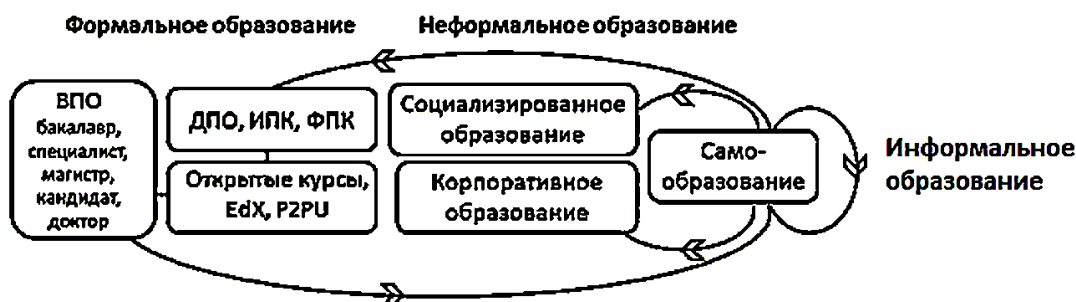 Формальное образование
Неформальное образование
ВПО
бакалавр,
специалист,
магистр,
кандидат,
доктор
ДПО, ИПК, ФПК
Открытые курсы,
EdX, P2PU
Социализированное
образование
Корпоративное
образование
Само-
образование
Информальное
образование